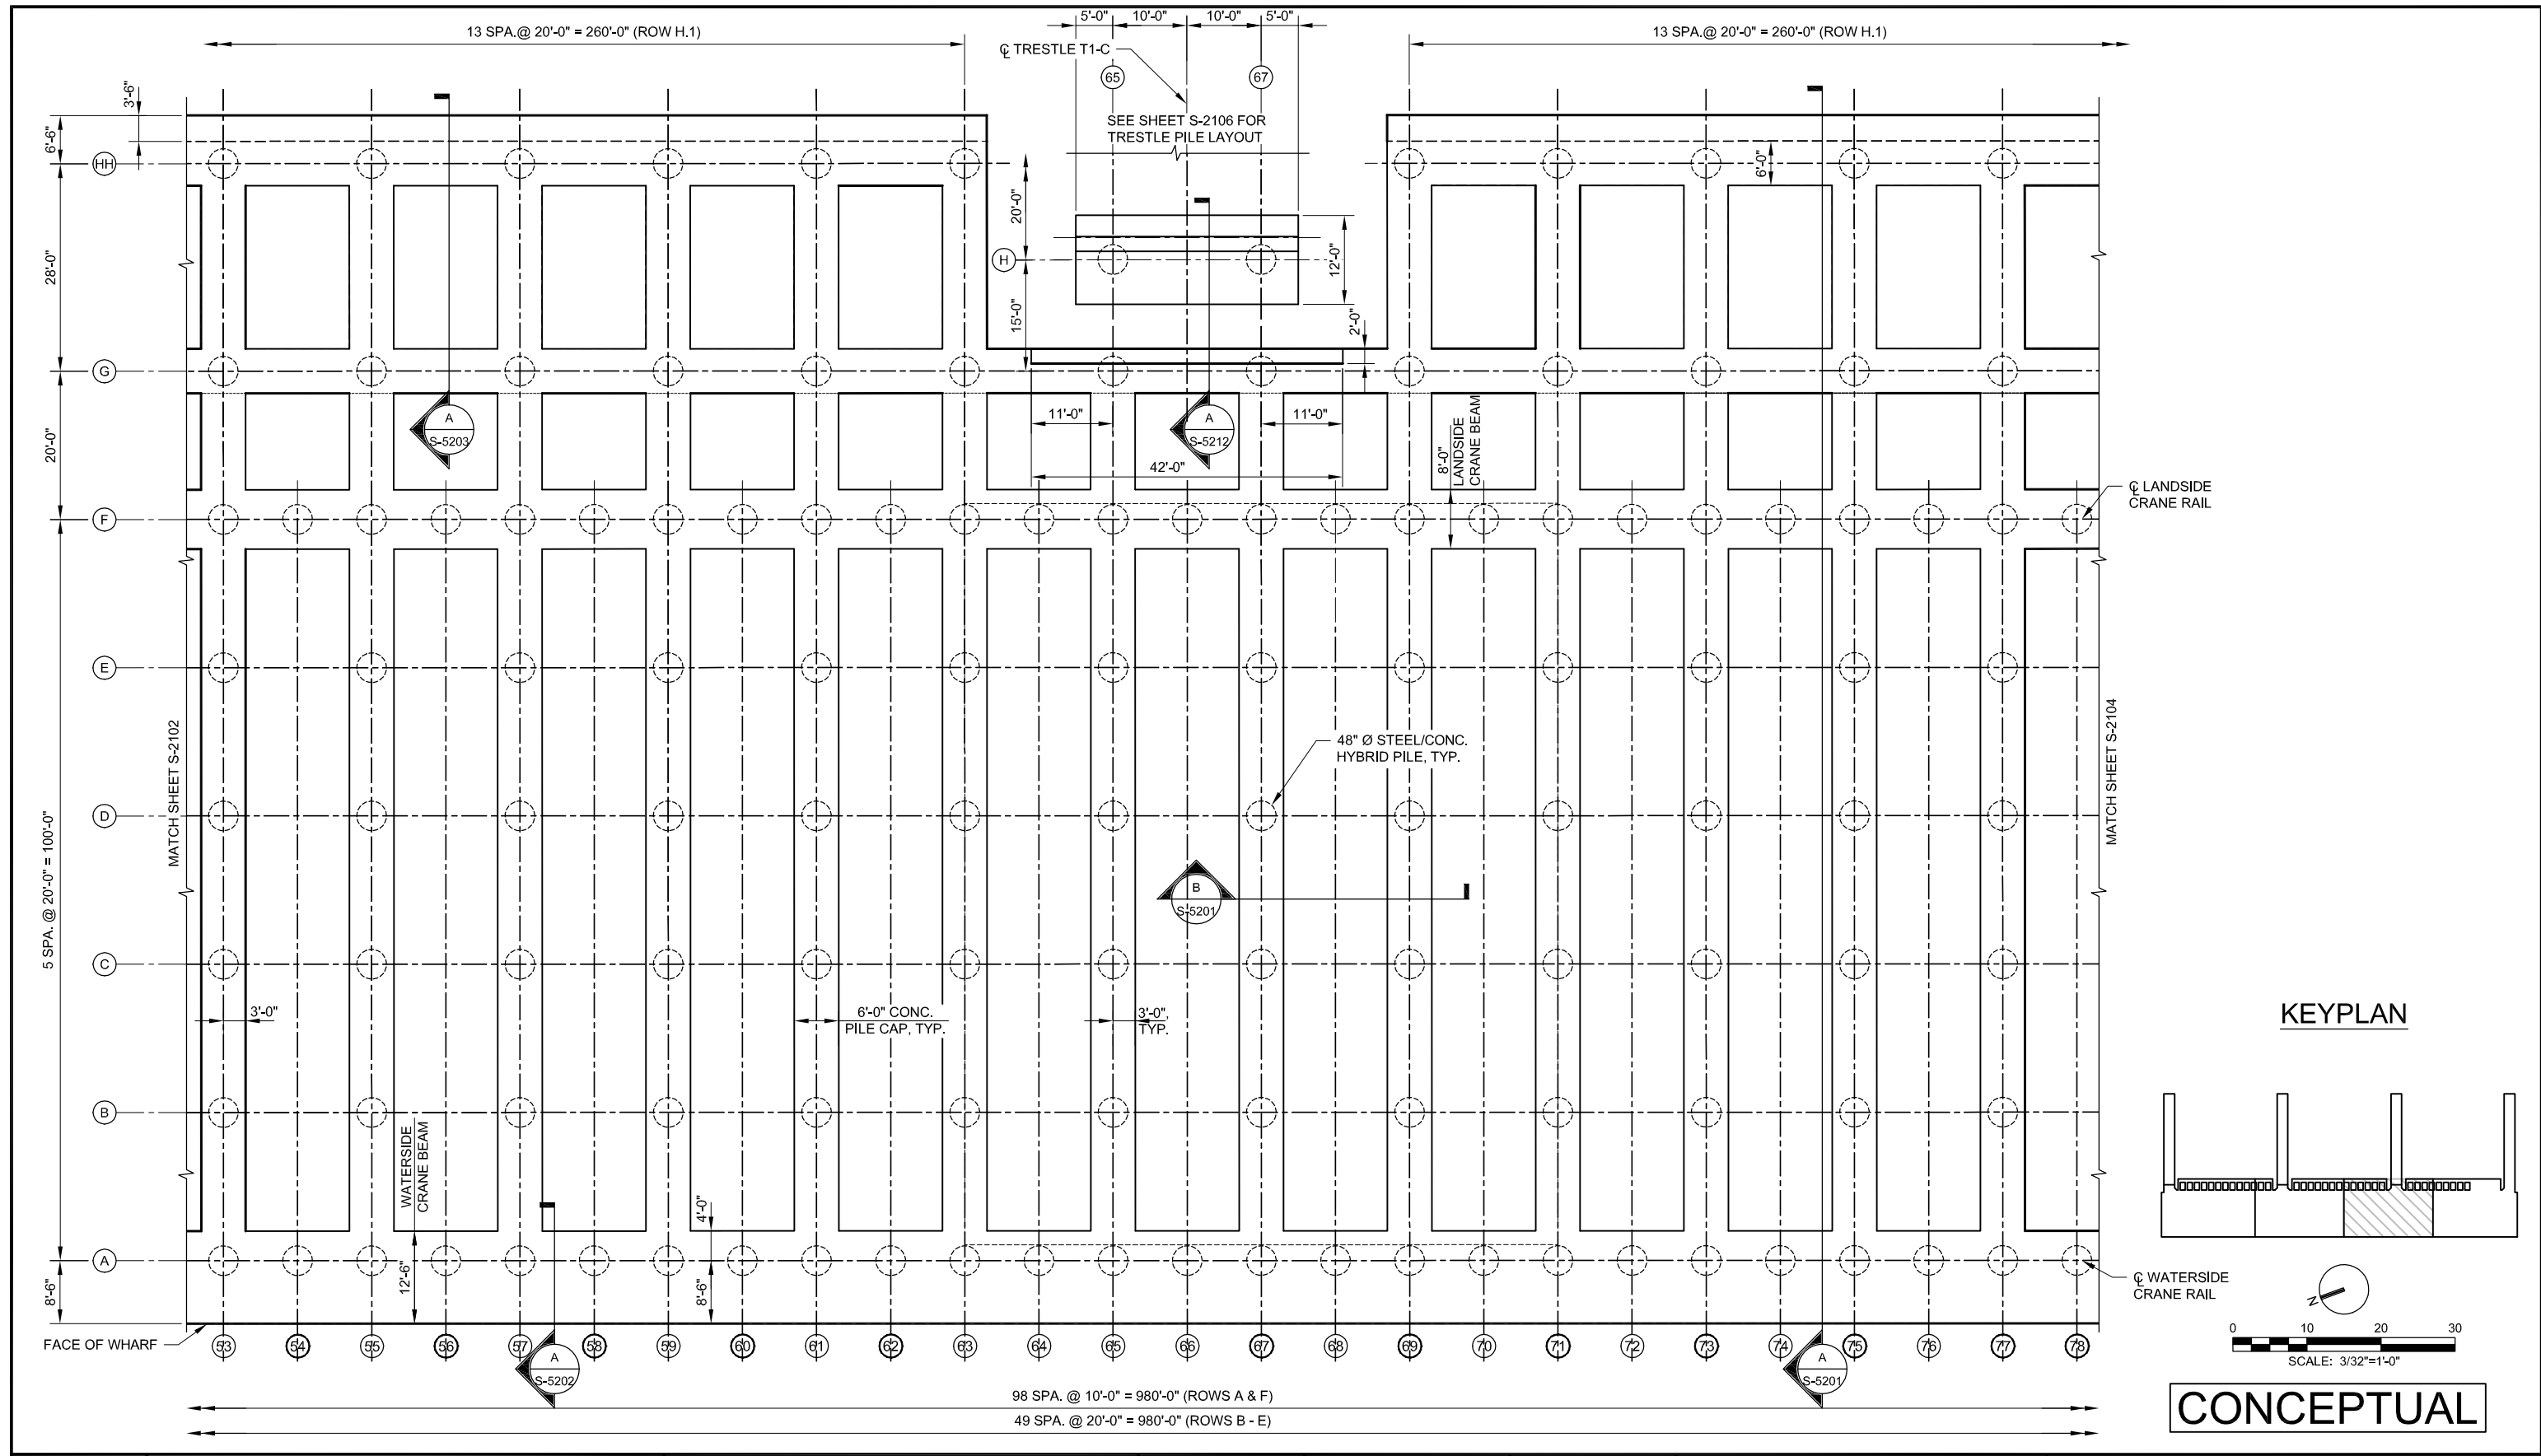 13 SPA.@ 20'-0" = 260'-0" (ROW H.1)
5'-0"
10'-0"
10'-0"
5'-0"
13 SPA.@ 20'-0" = 260'-0" (ROW H.1)
℄ TRESTLE T1-C
65
67
SEE SHEET S-2106 FOR
TRESTLE PILE LAYOUT
3'-6"
6'-6"
HH
6'-0"
28'-0"
20'-0"
H
12'-0"
15'-0"
2'-0"
G
20'-0"
A
S-5203
11'-0"
A
S-5212
11'-0"
42'-0"
8'-0"
LANDSIDE
CRANE BEAM
F
℄ LANDSIDE
CRANE RAIL
E
MATCH SHEET S-2102
48" Ø STEEL/CONC.
HYBRID PILE, TYP.
MATCH SHEET S-2104
D
5 SPA. @ 20'-0" = 100'-0"
B
S-5201
C
3'-0"
6'-0" CONC.
PILE CAP, TYP.
3'-0",
TYP.
B
WATERSIDE
CRANE BEAM
12'-6"
4'-0"
8'-6"
A
8'-6"
℄ WATERSIDE
CRANE RAIL
FACE OF WHARF
53
54
55
56
57
58
59
60
61
62
63
64
65
66
67
68
69
70
71
72
73
74
75
76
77
78
A
S-5202
A
S-5201
98 SPA. @ 10'-0" = 980'-0" (ROWS A & F)
49 SPA. @ 20'-0" = 980'-0" (ROWS B - E)
KEYPLAN
N
0 10 20 30
SCALE: 3/32"=1'-0"
CONCEPTUAL